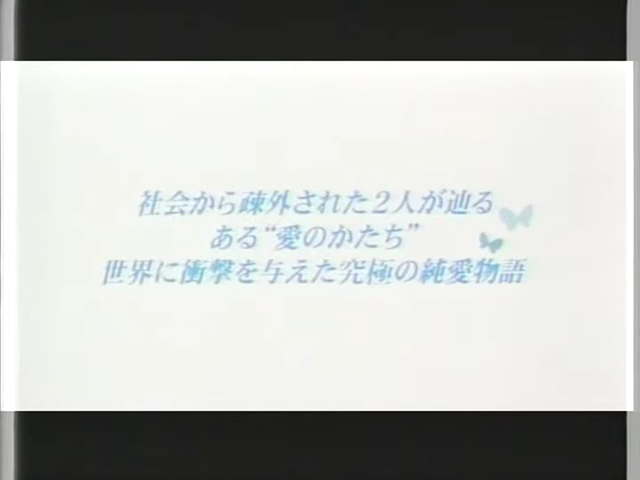 社会から疎外された2人が辿る
ある“愛のかたち”
世界に衝撃を与えた究極の純愛物語